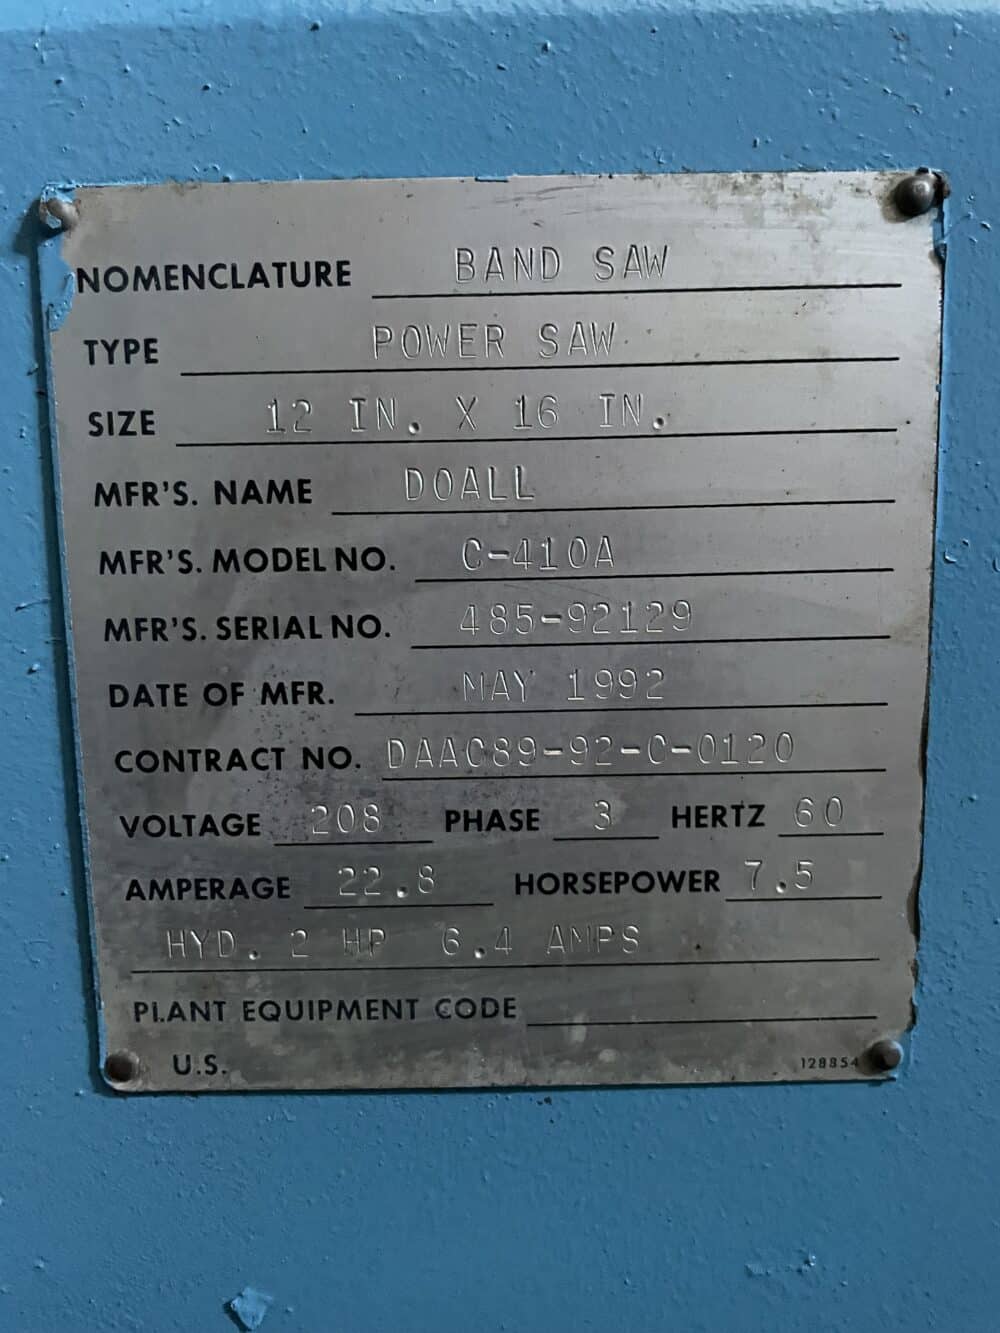 NOMENCLATURE BAND SAW
TYPE POWER SAW
SIZE 12 IN. X 16 IN.
MFR'S. NAME DOALL
MFR'S. MODEL NO. C-410A
MFR'S. SERIAL NO. 485-92129
DATE OF MFR. MAY 1992
CONTRACT NO. DAAC89-92-C-0120
VOLTAGE 208 PHASE 3 HERTZ 60
AMPERAGE 22.8 HORSEPOWER 7.5
HYD. 2 HP 6.4 AMPS
PLANT EQUIPMENT CODE
U.S. 128854